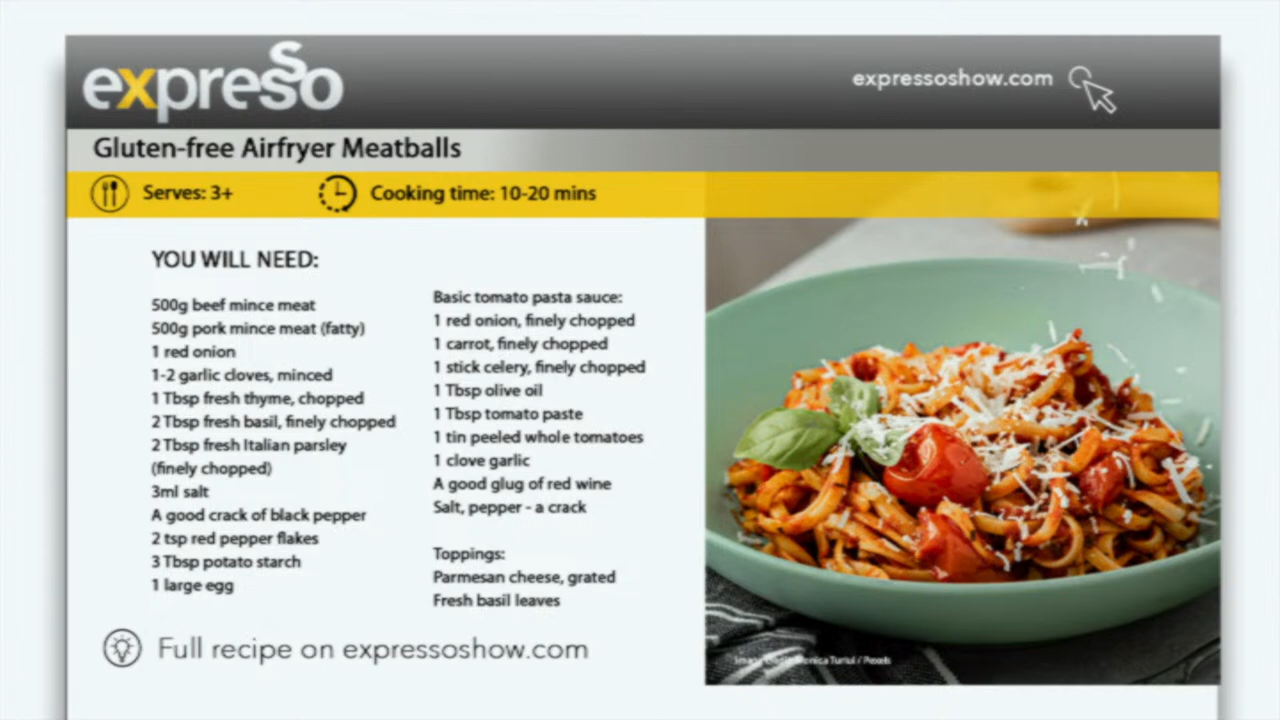 expresso
expressoshow.com
Gluten-free Airfryer Meatballs
Serves: 3+
Cooking time: 10-20 mins
YOU WILL NEED:
500g beef mince meat
500g pork mince meat (fatty)
1 red onion
1-2 garlic cloves, minced
1 Tbsp fresh thyme, chopped
2 Tbsp fresh basil, finely chopped
2 Tbsp fresh Italian parsley
(finely chopped)
3ml salt
A good crack of black pepper
2 tsp red pepper flakes
3 Tbsp potato starch
1 large egg
Basic tomato pasta sauce:
1 red onion, finely chopped
1 carrot, finely chopped
1 stick celery, finely chopped
1 Tbsp olive oil
1 Tbsp tomato paste
1 tin peeled whole tomatoes
1 clove garlic
A good glug of red wine
Salt, pepper - a crack
Toppings:
Parmesan cheese, grated
Fresh basil leaves
Full recipe on expressoshow.com
/ Pexels